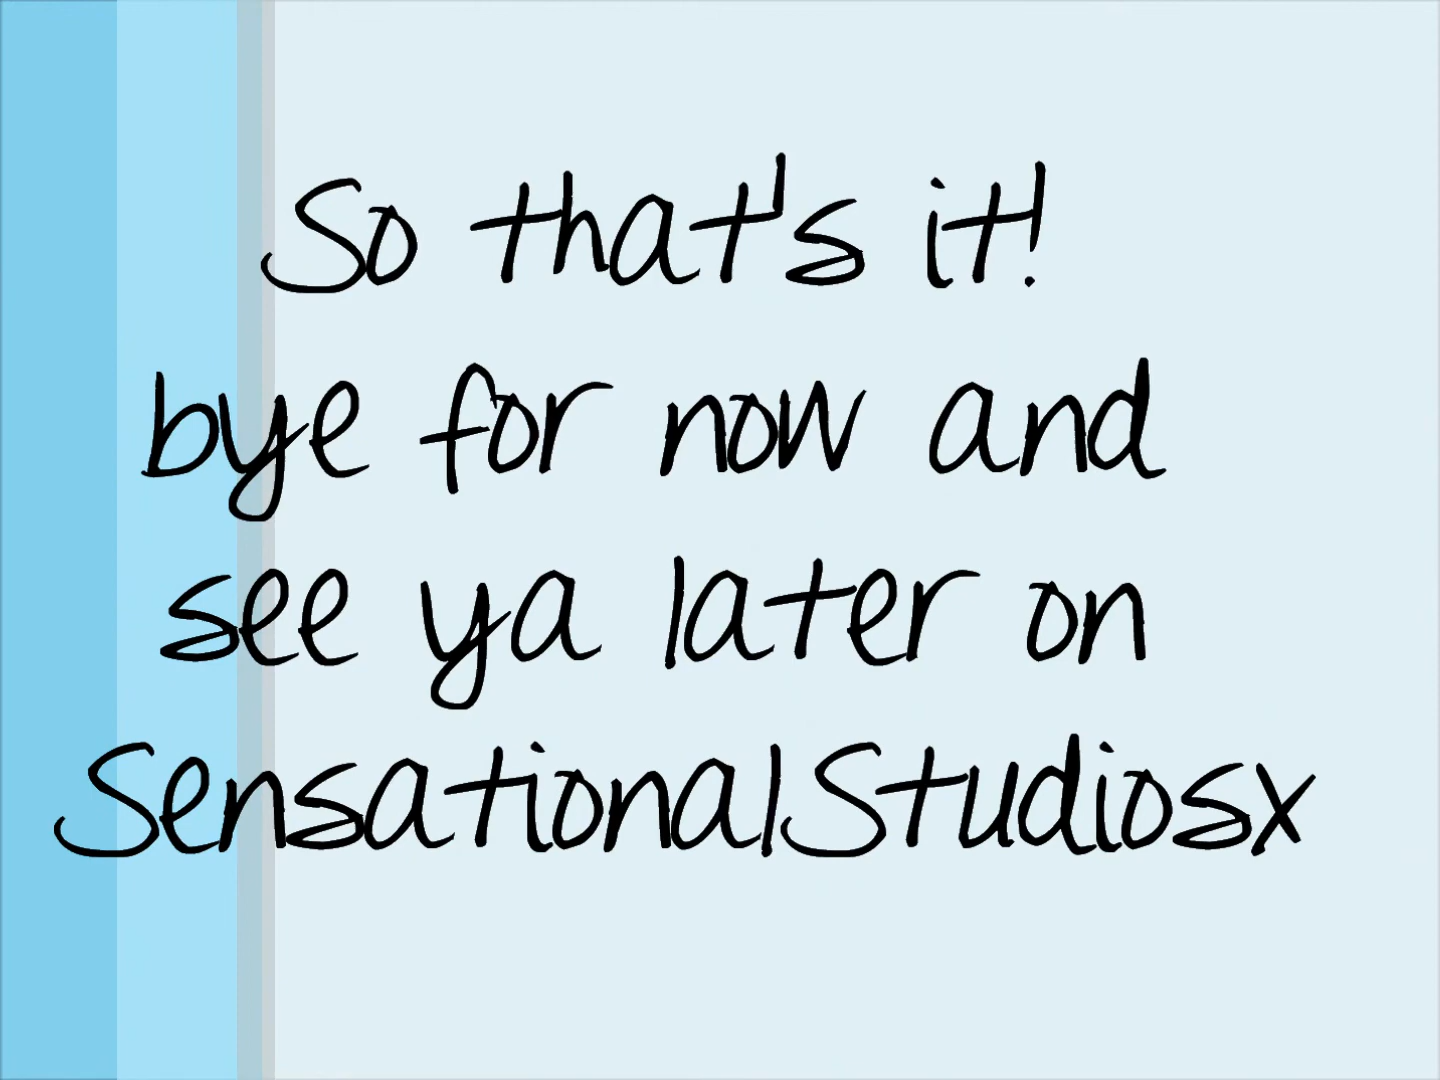 So that's it!
bye for now and
see ya later on
SensationalStudiosx